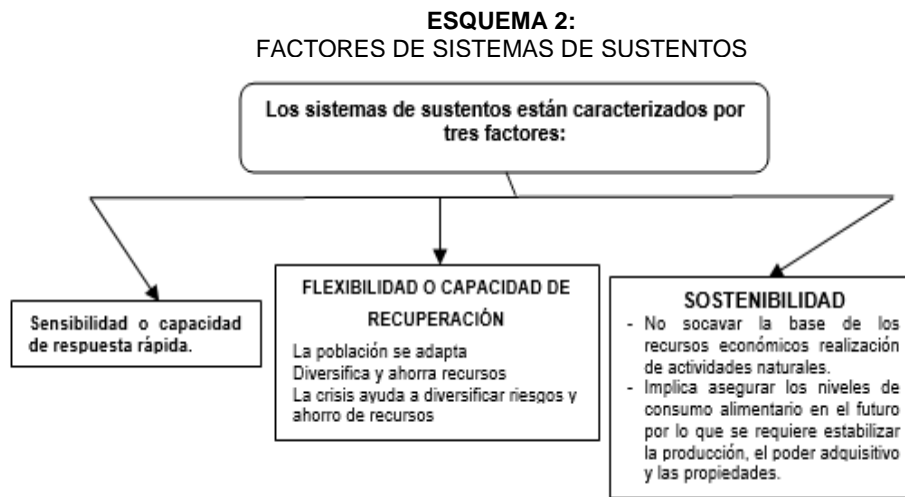 ESQUEMA 2:
FACTORES DE SISTEMAS DE SUSTENTOS
Los sistemas de sustentos están caracterizados por
tres factores:
Sensibilidad o capacidad
de respuesta rápida.
FLEXIBILIDAD O CAPACIDAD DE
RECUPERACIÓN
La población se adapta
Diversifica y ahorra recursos
La crisis ayuda a diversificar riesgos y
ahorro de recursos
SOSTENIBILIDAD
- No socavar la base de los
recursos económicos realización
de actividades naturales.
- Implica asegurar los niveles de
consumo alimentario en el futuro
por lo que se requiere estabilizar
la producción, el poder adquisitivo
y las propiedades.